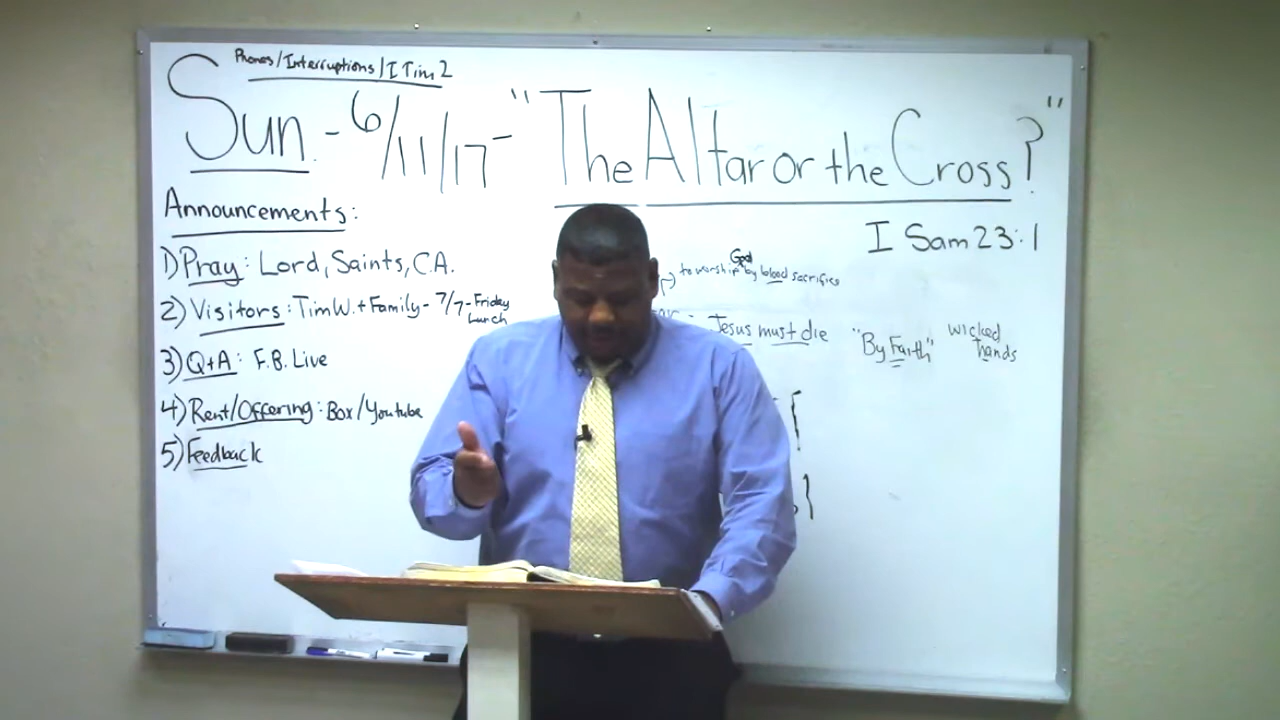 Phones/Interruptions/I Tim 2
Sun. - 6/11/17 - "The Altar or the Cross?"
I Sam 23:1
Announcements:
1) Pray: Lord, Saints, C.A.
2) Visitors: Tim W. + Family - 7/7 - Friday
Lunch
3) Q+A: F.B. Live
4) Rent/Offering: Box/Youtube
5) Feedback
God
to worship by blood sacrifice
Jesus must die
"By Faith"
wicked
hands